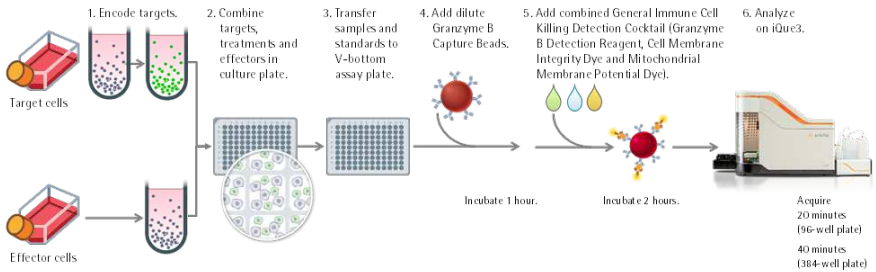 1. Encode targets.
Target cells
Effector cells
2. Combine
targets,
treatments and
effectors in
culture plate.
3. Transfer
samples and
standards to
V-bottom
assay plate.
4. Add dilute
Granzyme B
Capture Beads.
Incubate 1 hour.
5. Add combined General Immune Cell
Killing Detection Cocktail (Granzyme
B Detection Reagent, Cell Membrane
Integrity Dye and Mitochondrial
Membrane Potential Dye).
Incubate 2 hours.
6. Analyze
on iQue3.
Acquire
20 minutes
(96-well plate)
40 minutes
(384-well plate)